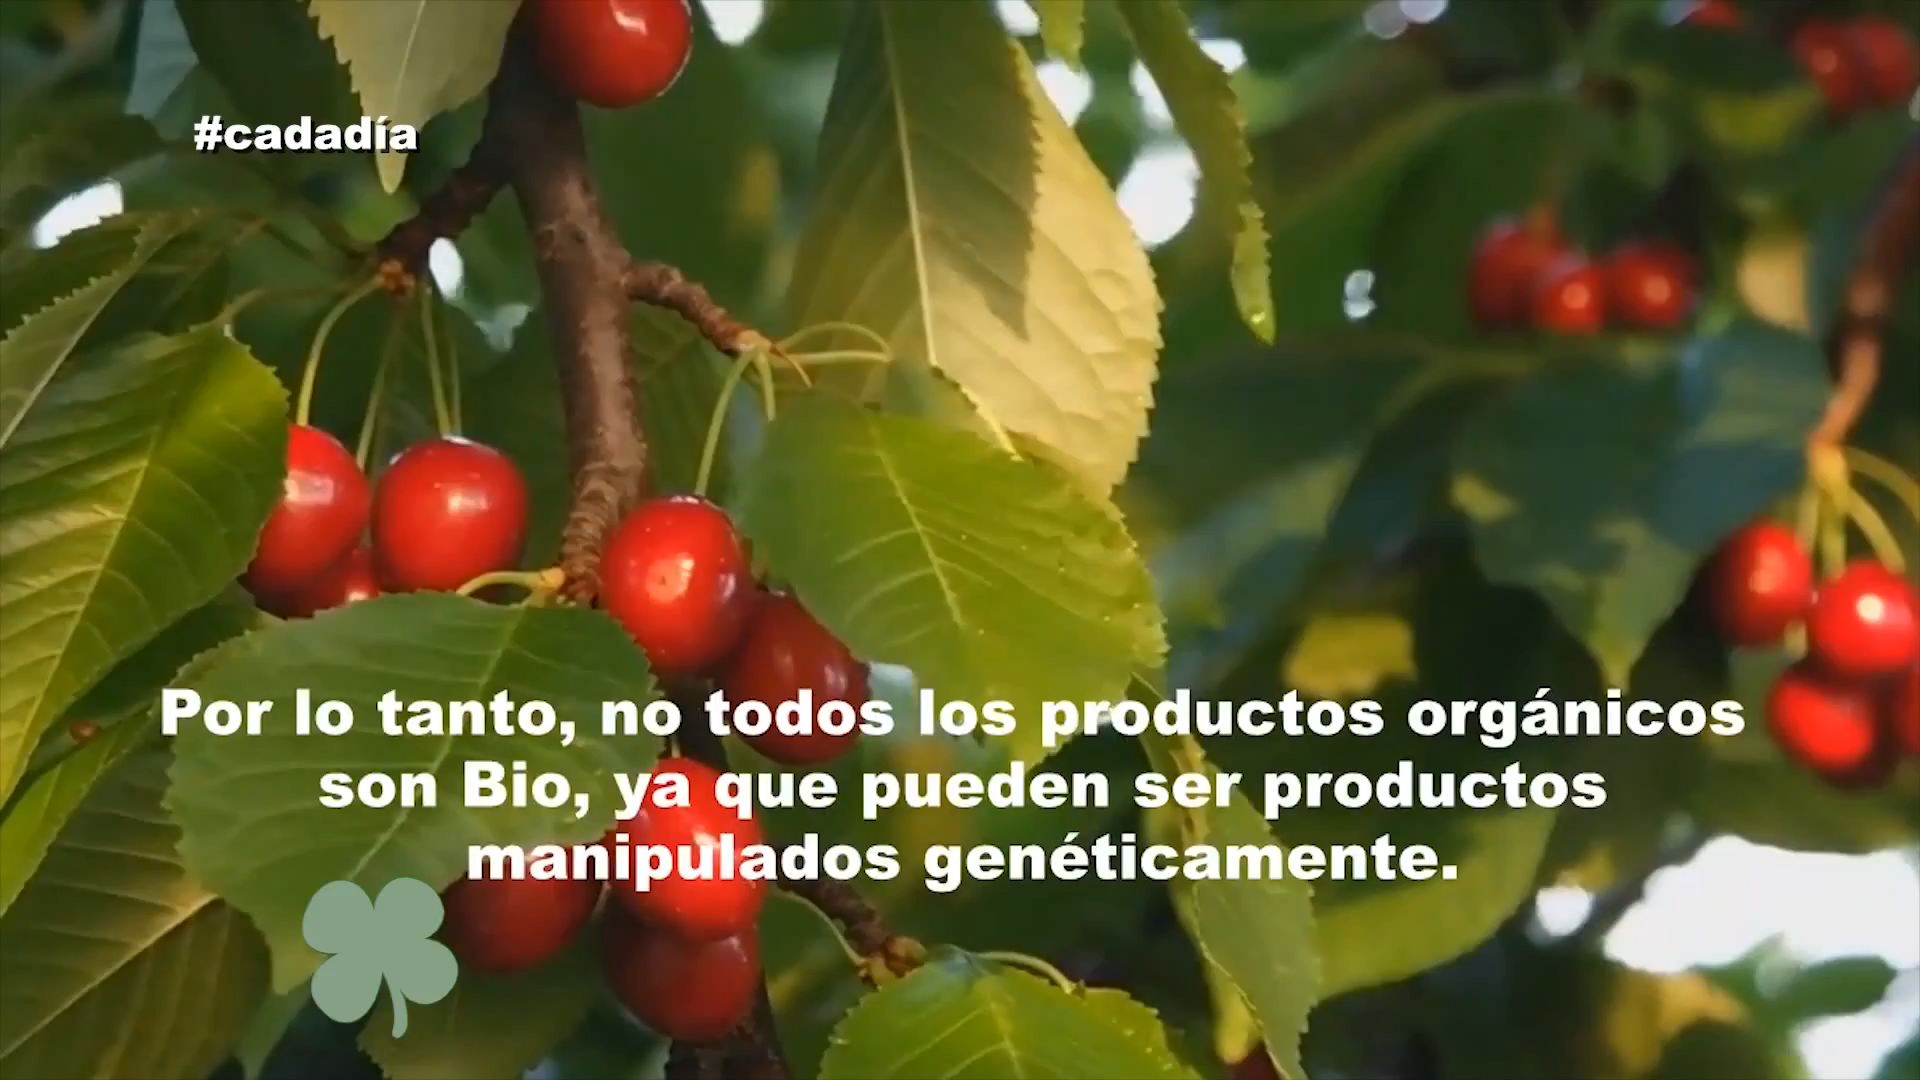 #cadadía
Por lo tanto, no todos los productos orgánicos
son Bio, ya que pueden ser productos
manipulados genéticamente.